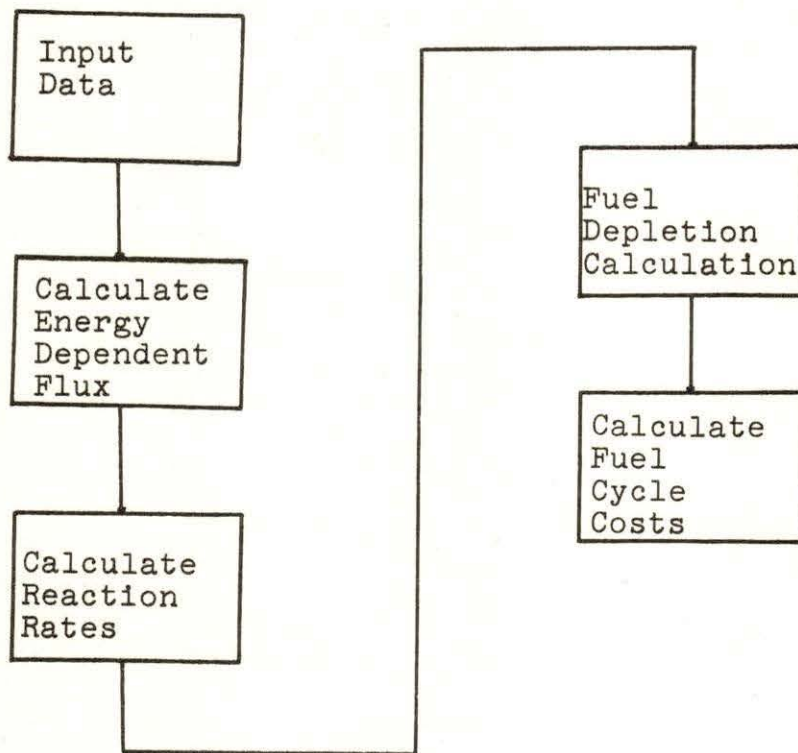 Input
Data
Calculate
Energy
Dependent
Flux
Calculate
Reaction
Rates
Fuel
Depletion
Calculation
Calculate
Fuel
Cycle
Costs